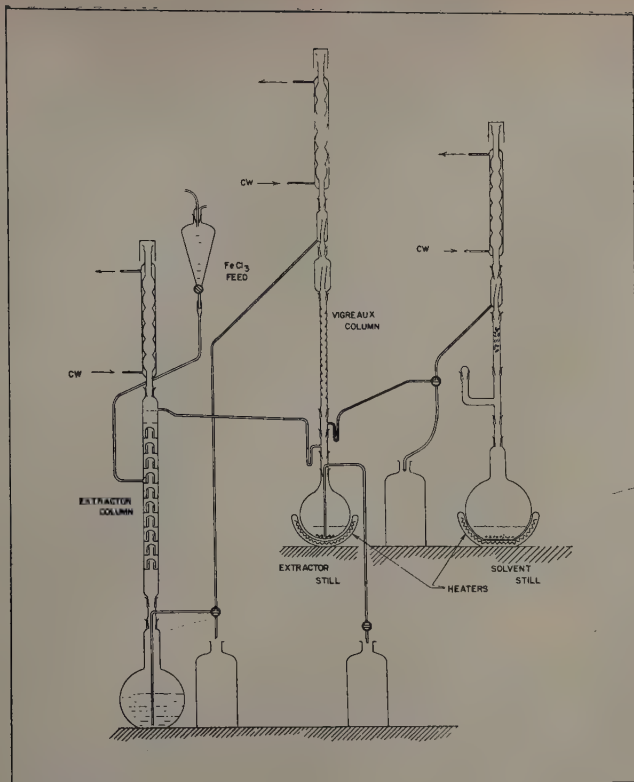 CW
FeCl3
FEED
CW
VIGREAUX
COLUMN
CW
EXTRACTOR
COLUMN
EXTRACTOR
STILL
SOLVENT
STILL
HEATERS